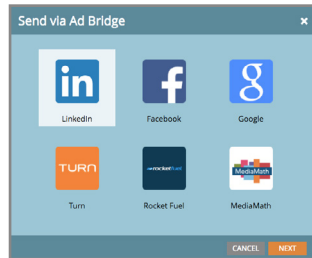 Send via Ad Bridge ×
in f g
LinkedIn Facebook Google
TURN rocketfuel MediaMath
Turn Rocket Fuel MediaMath
CANCEL NEXT